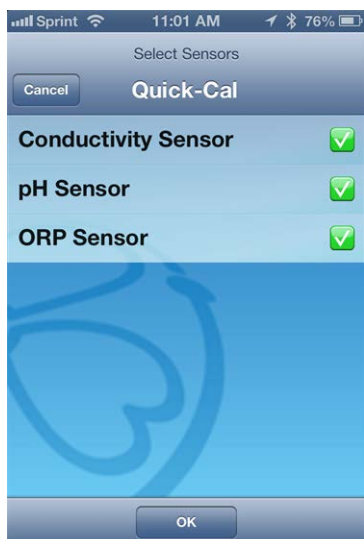 Sprint 11:01 AM 76%
Select Sensors
Cancel Quick-Cal
Conductivity Sensor
pH Sensor
ORP Sensor
OK